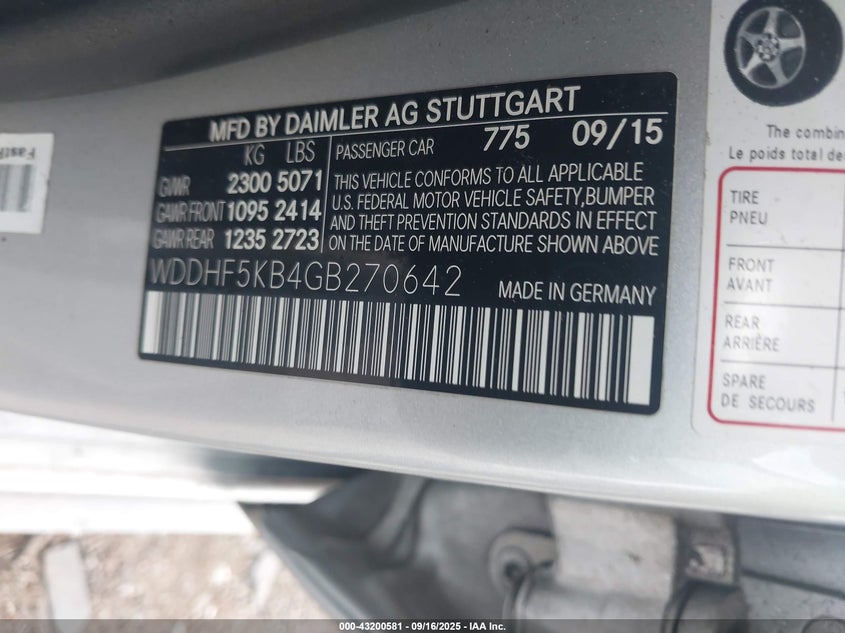 MFD BY DAIMLER AG STUTTGART
KG LBS
GVWR 2300 5071
GAWR FRONT 1095 2414
GAWR REAR 1235 2723
PASSENGER CAR 775 09/15
THIS VEHICLE CONFORMS TO ALL APPLICABLE
U.S. FEDERAL MOTOR VEHICLE SAFETY, BUMPER
AND THEFT PREVENTION STANDARDS IN EFFECT
ON THE DATE OF MANUFACTURE SHOWN ABOVE
WDDHF5KB4GB270642 MADE IN GERMANY
The combin
Le poids total de
TIRE
PNEU
FRONT
AVANT
REAR
ARRIÈRE
SPARE
DE SECOURS
000-43200581 - 09/16/2025 - IAA Inc.